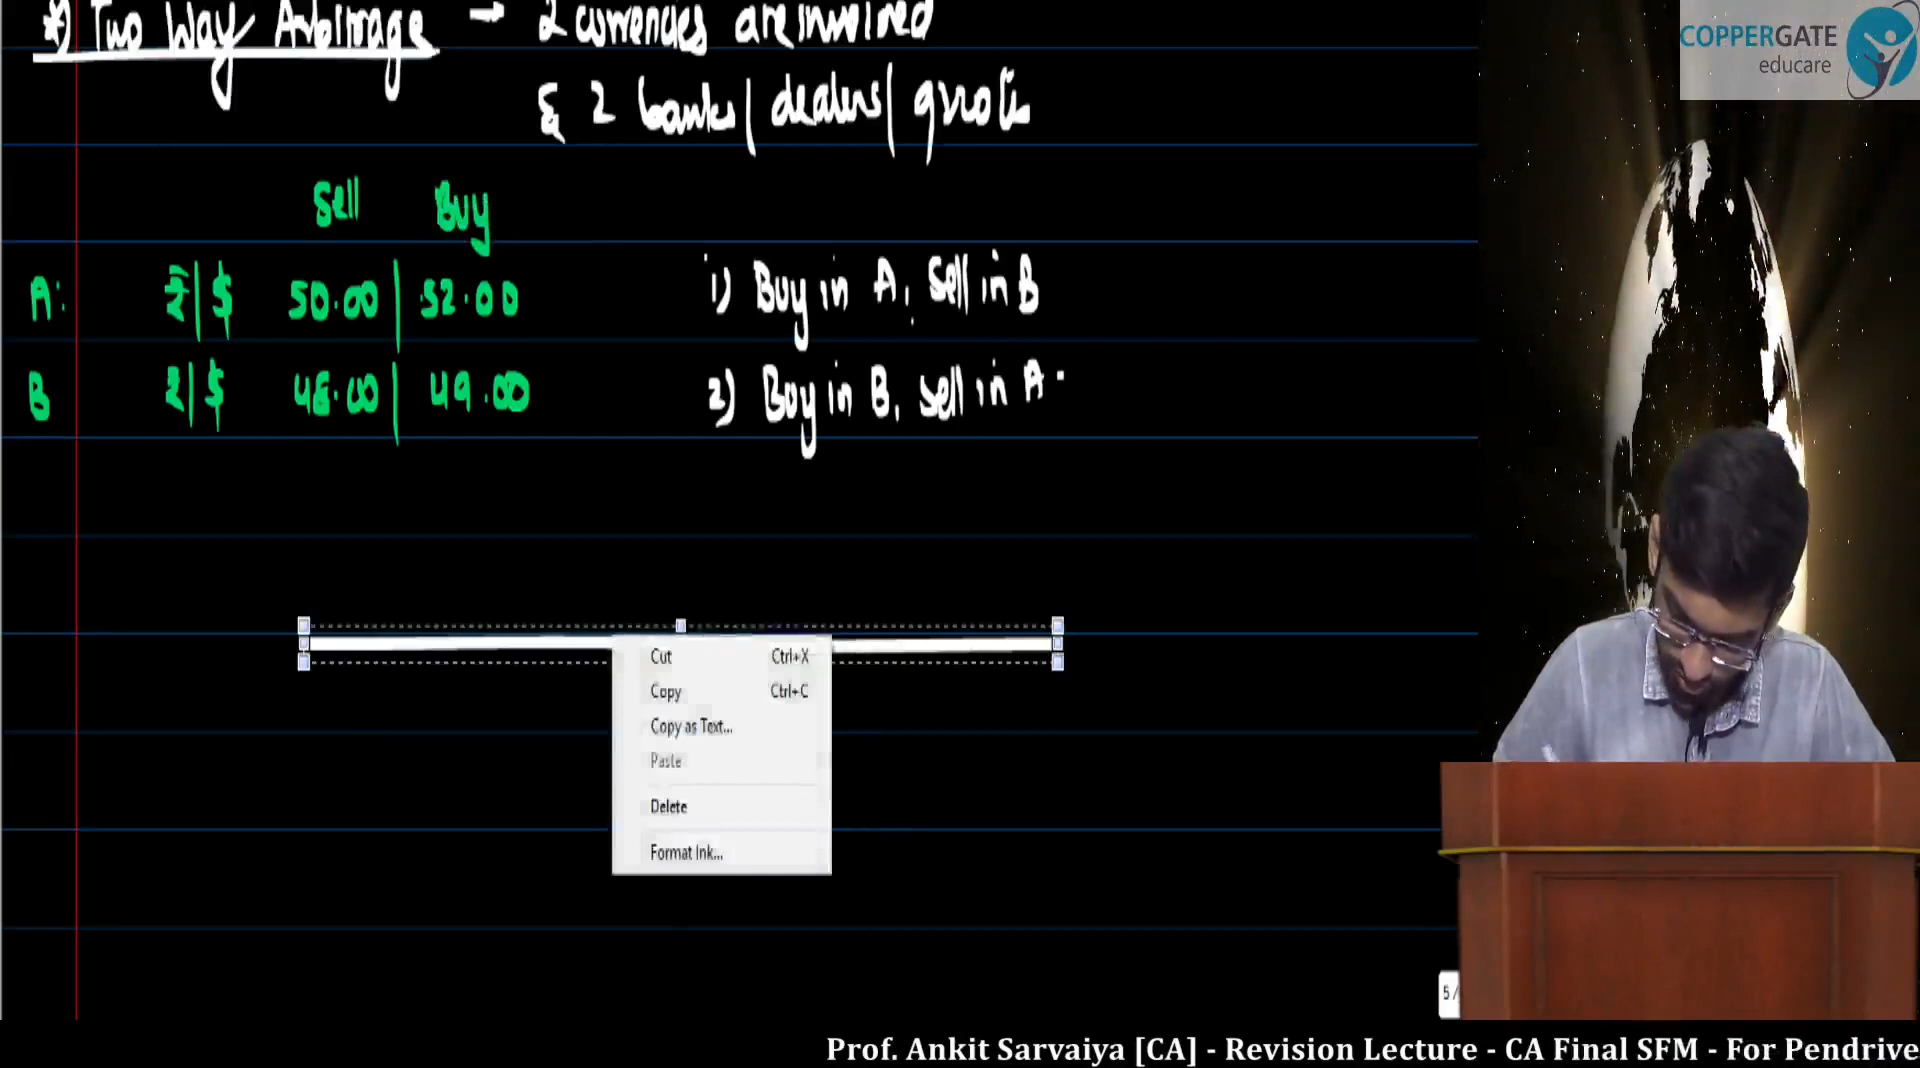 *) Two Way Arbitrage → 2 currencies are involved
& 2 banks | dealers | quotes
Sell Buy
A: ₹|$ 50.00 | 52.00
B ₹|$ 48.00 | 49.00
1) Buy in A, Sell in B
2) Buy in B, Sell in A.
Cut Ctrl+X
Copy Ctrl+C
Copy as Text...
Paste
Delete
Format Ink...
5/
COPPERGATE
educare
Prof. Ankit Sarvaiya [CA] - Revision Lecture - CA Final SFM - For Pendrive